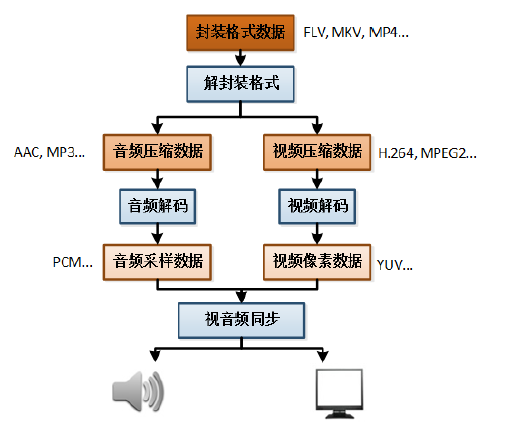 封装格式数据 FLV, MKV, MP4...
解封装格式
AAC, MP3... 音频压缩数据 视频压缩数据 H.264, MPEG2...
音频解码 视频解码
PCM... 音频采样数据 视频像素数据 YUV...
视音频同步